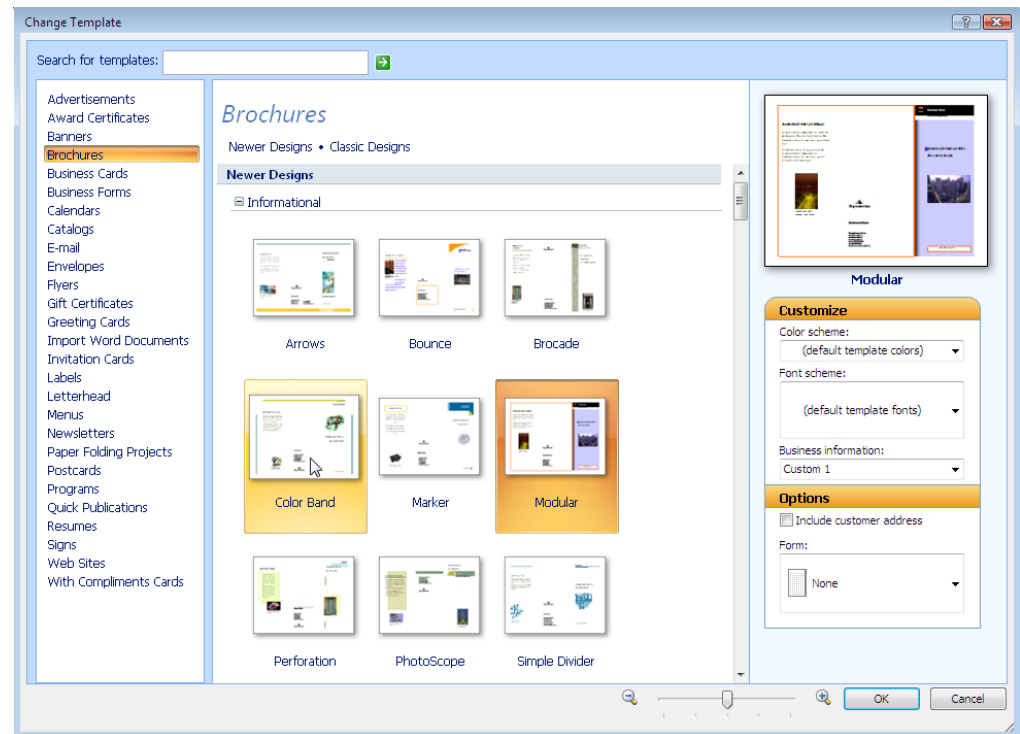 Change Template
Search for templates:
Advertisements
Award Certificates
Banners
Brochures
Business Cards
Business Forms
Calendars
Catalogs
E-mail
Envelopes
Flyers
Gift Certificates
Greeting Cards
Import Word Documents
Invitation Cards
Labels
Letterhead
Menus
Newsletters
Paper Folding Projects
Postcards
Programs
Quick Publications
Resumes
Signs
Web Sites
With Compliments Cards
Brochures
Newer Designs • Classic Designs
Newer Designs
Informational
Arrows Bounce Brocade
Color Band Marker Modular
Perforation PhotoScope Simple Divider
Modular
Customize
Color scheme:
(default template colors)
Font scheme:
(default template fonts)
Business information:
Custom 1
Options
Include customer address
Form:
None
OK Cancel